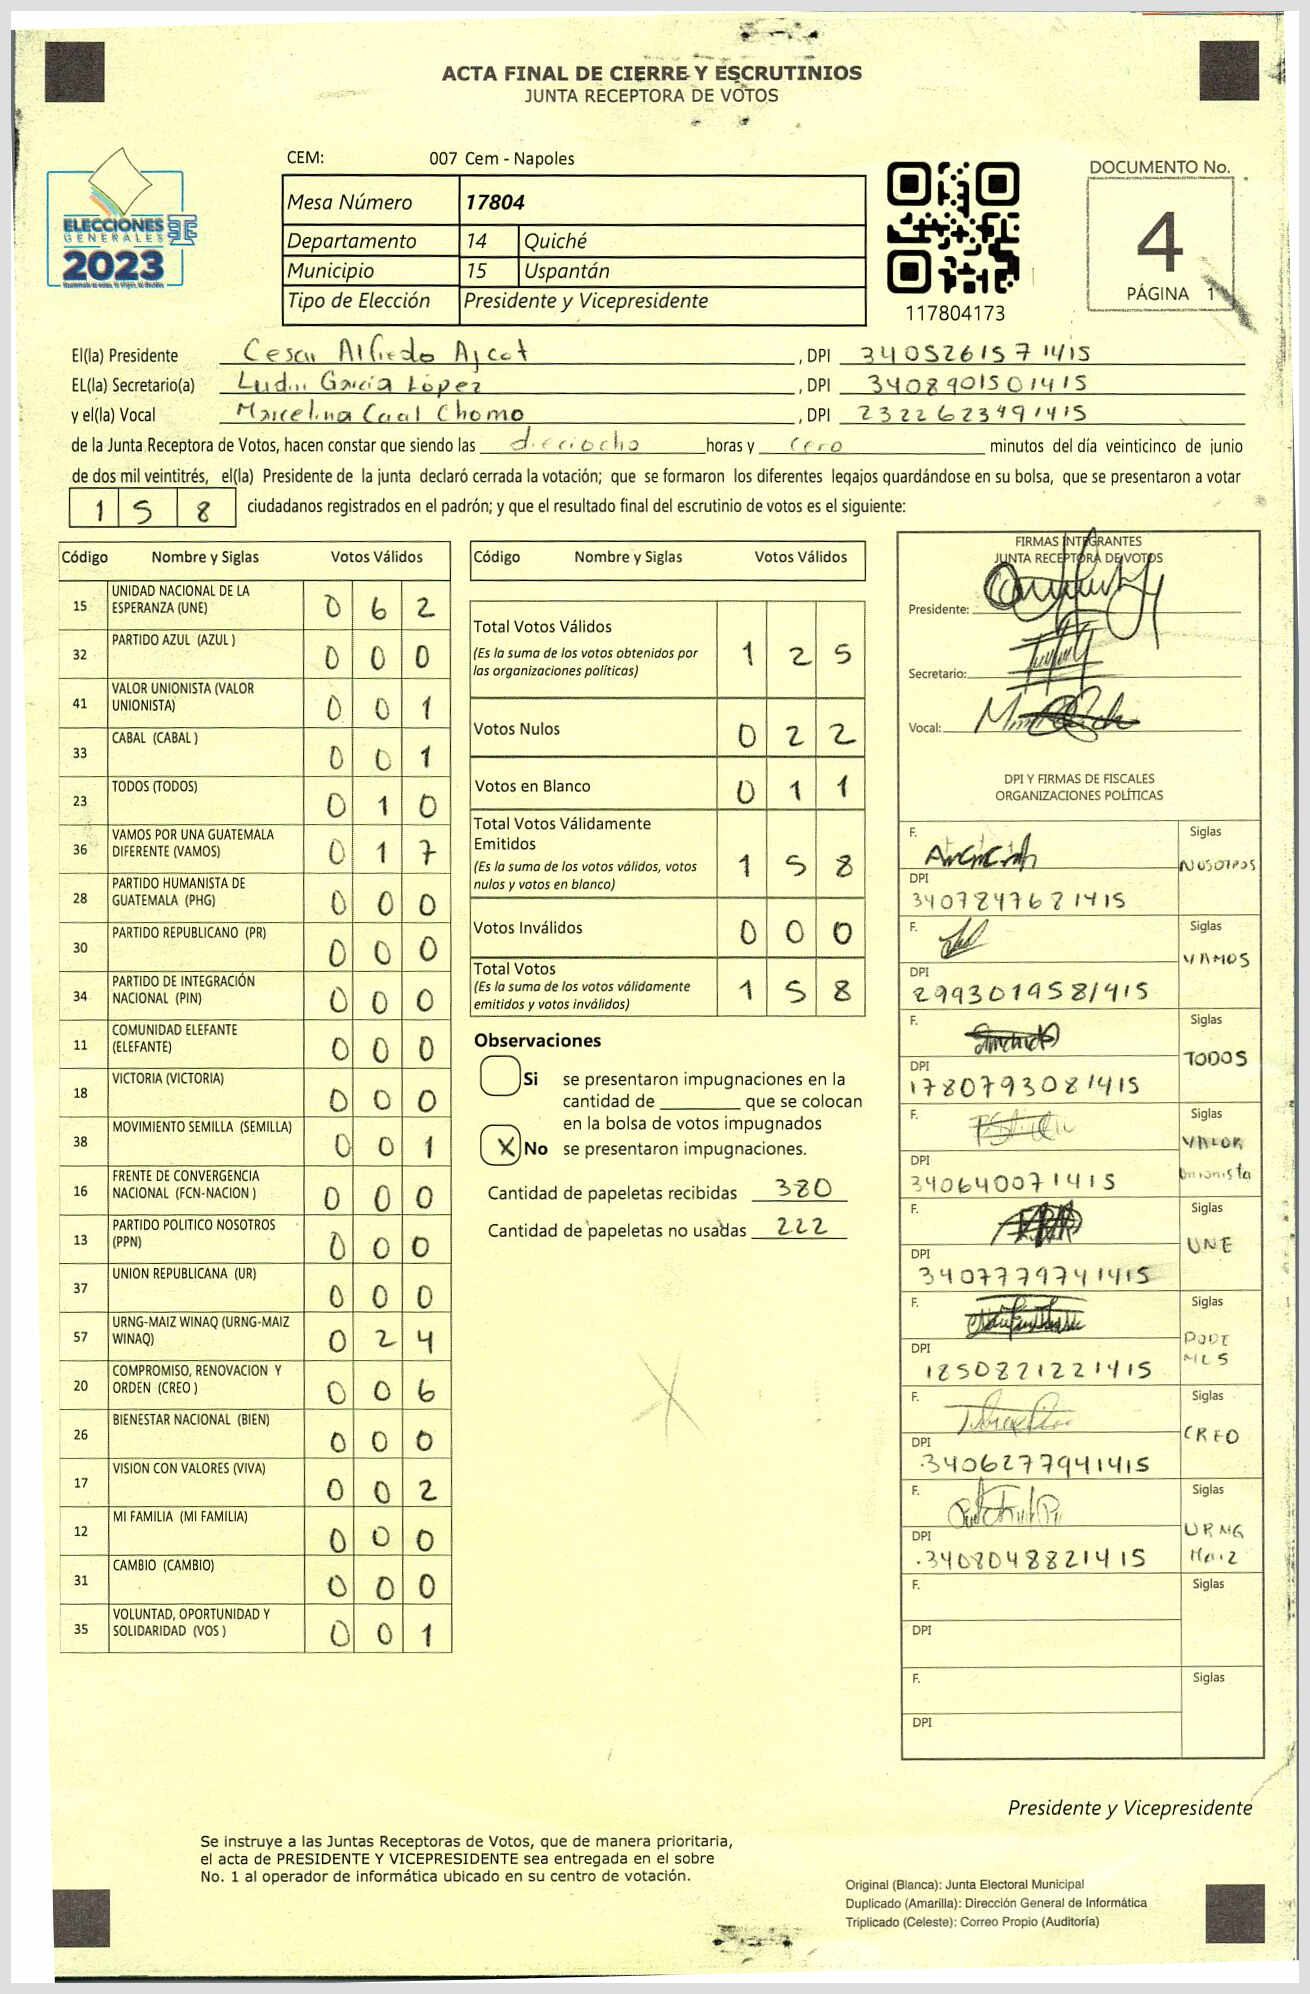 ACTA FINAL DE CIERRE Y ESCRUTINIOS
JUNTA RECEPTORA DE VOTOS
CEM: 007 Cem - Napoles
DOCUMENTO No.
4
PÁGINA 1
ELECCIONES
GENERALES
2023
Mesa Número 17804
Departamento 14 Quiché
Municipio 15 Uspantán
Tipo de Elección Presidente y Vicepresidente
117804173
El(la) Presidente Cesar Alfredo Ajcot , DPI 3405261571415
EL(la) Secretario(a) Ludin García López , DPI 3408901501415
y el(la) Vocal Marcelina Caal Chomo , DPI 2322623491415
de la Junta Receptora de Votos, hacen constar que siendo las dieciocho horas y cero minutos del día veinticinco de junio
de dos mil veintitrés, el(la) Presidente de la junta declaró cerrada la votación; que se formaron los diferentes legajos guardándose en su bolsa, que se presentaron a votar
1 5 8 ciudadanos registrados en el padrón; y que el resultado final del escrutinio de votos es el siguiente:
Código Nombre y Siglas Votos Válidos
15 UNIDAD NACIONAL DE LA
ESPERANZA (UNE) 0 6 2
32 PARTIDO AZUL (AZUL ) 0 0 0
41 VALOR UNIONISTA (VALOR
UNIONISTA) 0 0 1
33 CABAL (CABAL ) 0 0 1
23 TODOS (TODOS) 0 1 0
36 VAMOS POR UNA GUATEMALA
DIFERENTE (VAMOS) 0 1 7
28 PARTIDO HUMANISTA DE
GUATEMALA (PHG) 0 0 0
30 PARTIDO REPUBLICANO (PR) 0 0 0
34 PARTIDO DE INTEGRACIÓN
NACIONAL (PIN) 0 0 0
11 COMUNIDAD ELEFANTE
(ELEFANTE) 0 0 0
18 VICTORIA (VICTORIA) 0 0 0
38 MOVIMIENTO SEMILLA (SEMILLA) 0 0 1
16 FRENTE DE CONVERGENCIA
NACIONAL (FCN-NACION ) 0 0 0
13 PARTIDO POLITICO NOSOTROS
(PPN) 0 0 0
37 UNION REPUBLICANA (UR) 0 0 0
57 URNG-MAIZ WINAQ (URNG-MAIZ
WINAQ) 0 2 4
20 COMPROMISO, RENOVACION Y
ORDEN (CREO ) 0 0 6
26 BIENESTAR NACIONAL (BIEN) 0 0 0
17 VISION CON VALORES (VIVA) 0 0 2
12 MI FAMILIA (MI FAMILIA) 0 0 0
31 CAMBIO (CAMBIO) 0 0 0
35 VOLUNTAD, OPORTUNIDAD Y
SOLIDARIDAD (VOS ) 0 0 1
Código Nombre y Siglas Votos Válidos
Total Votos Válidos 1 2 5
(Es la suma de los votos obtenidos por
las organizaciones políticas)
Votos Nulos 0 2 2
Votos en Blanco 0 1 1
Total Votos Válidamente
Emitidos 1 5 8
(Es la suma de los votos válidos, votos
nulos y votos en blanco)
Votos Inválidos 0 0 0
Total Votos 1 5 8
(Es la suma de los votos válidamente
emitidos y votos inválidos)
Observaciones
Si se presentaron impugnaciones en la
cantidad de ________ que se colocan
en la bolsa de votos impugnados
X No se presentaron impugnaciones.
Cantidad de papeletas recibidas 380
Cantidad de papeletas no usadas 222
FIRMAS INTEGRANTES
JUNTA RECEPTORA DE VOTOS
Presidente:
Secretario:
Vocal:
DPI Y FIRMAS DE FISCALES
ORGANIZACIONES POLÍTICAS
F. Siglas
NOSOTROS
DPI
3407847681415
F. Siglas
VAMOS
DPI
2993019581415
F. Siglas
TODOS
DPI
1780793081415
F. Siglas
VALOR
Unionista
DPI
340640071415
F. Siglas
UNE
DPI
3407779741415
F. Siglas
PODE
MLS
DPI
1850821221415
F. Siglas
CREO
DPI
3406277941415
F. Siglas
URNG
Maiz
DPI
3408048821415
F. Siglas
DPI
F. Siglas
DPI
Presidente y Vicepresidente
Se instruye a las Juntas Receptoras de Votos, que de manera prioritaria,
el acta de PRESIDENTE Y VICEPRESIDENTE sea entregada en el sobre
No. 1 al operador de informática ubicado en su centro de votación.
Original (Blanca): Junta Electoral Municipal
Duplicado (Amarilla): Dirección General de Informática
Triplicado (Celeste): Correo Propio (Auditoría)